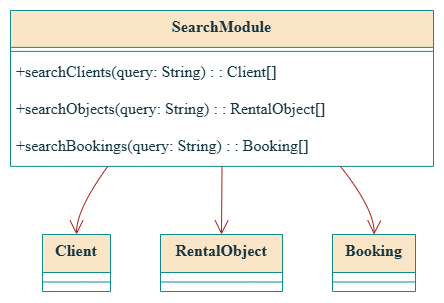 SearchModule
+searchClients(query: String) : : Client[]
+searchObjects(query: String) : : RentalObject[]
+searchBookings(query: String) : : Booking[]
Client
RentalObject
Booking